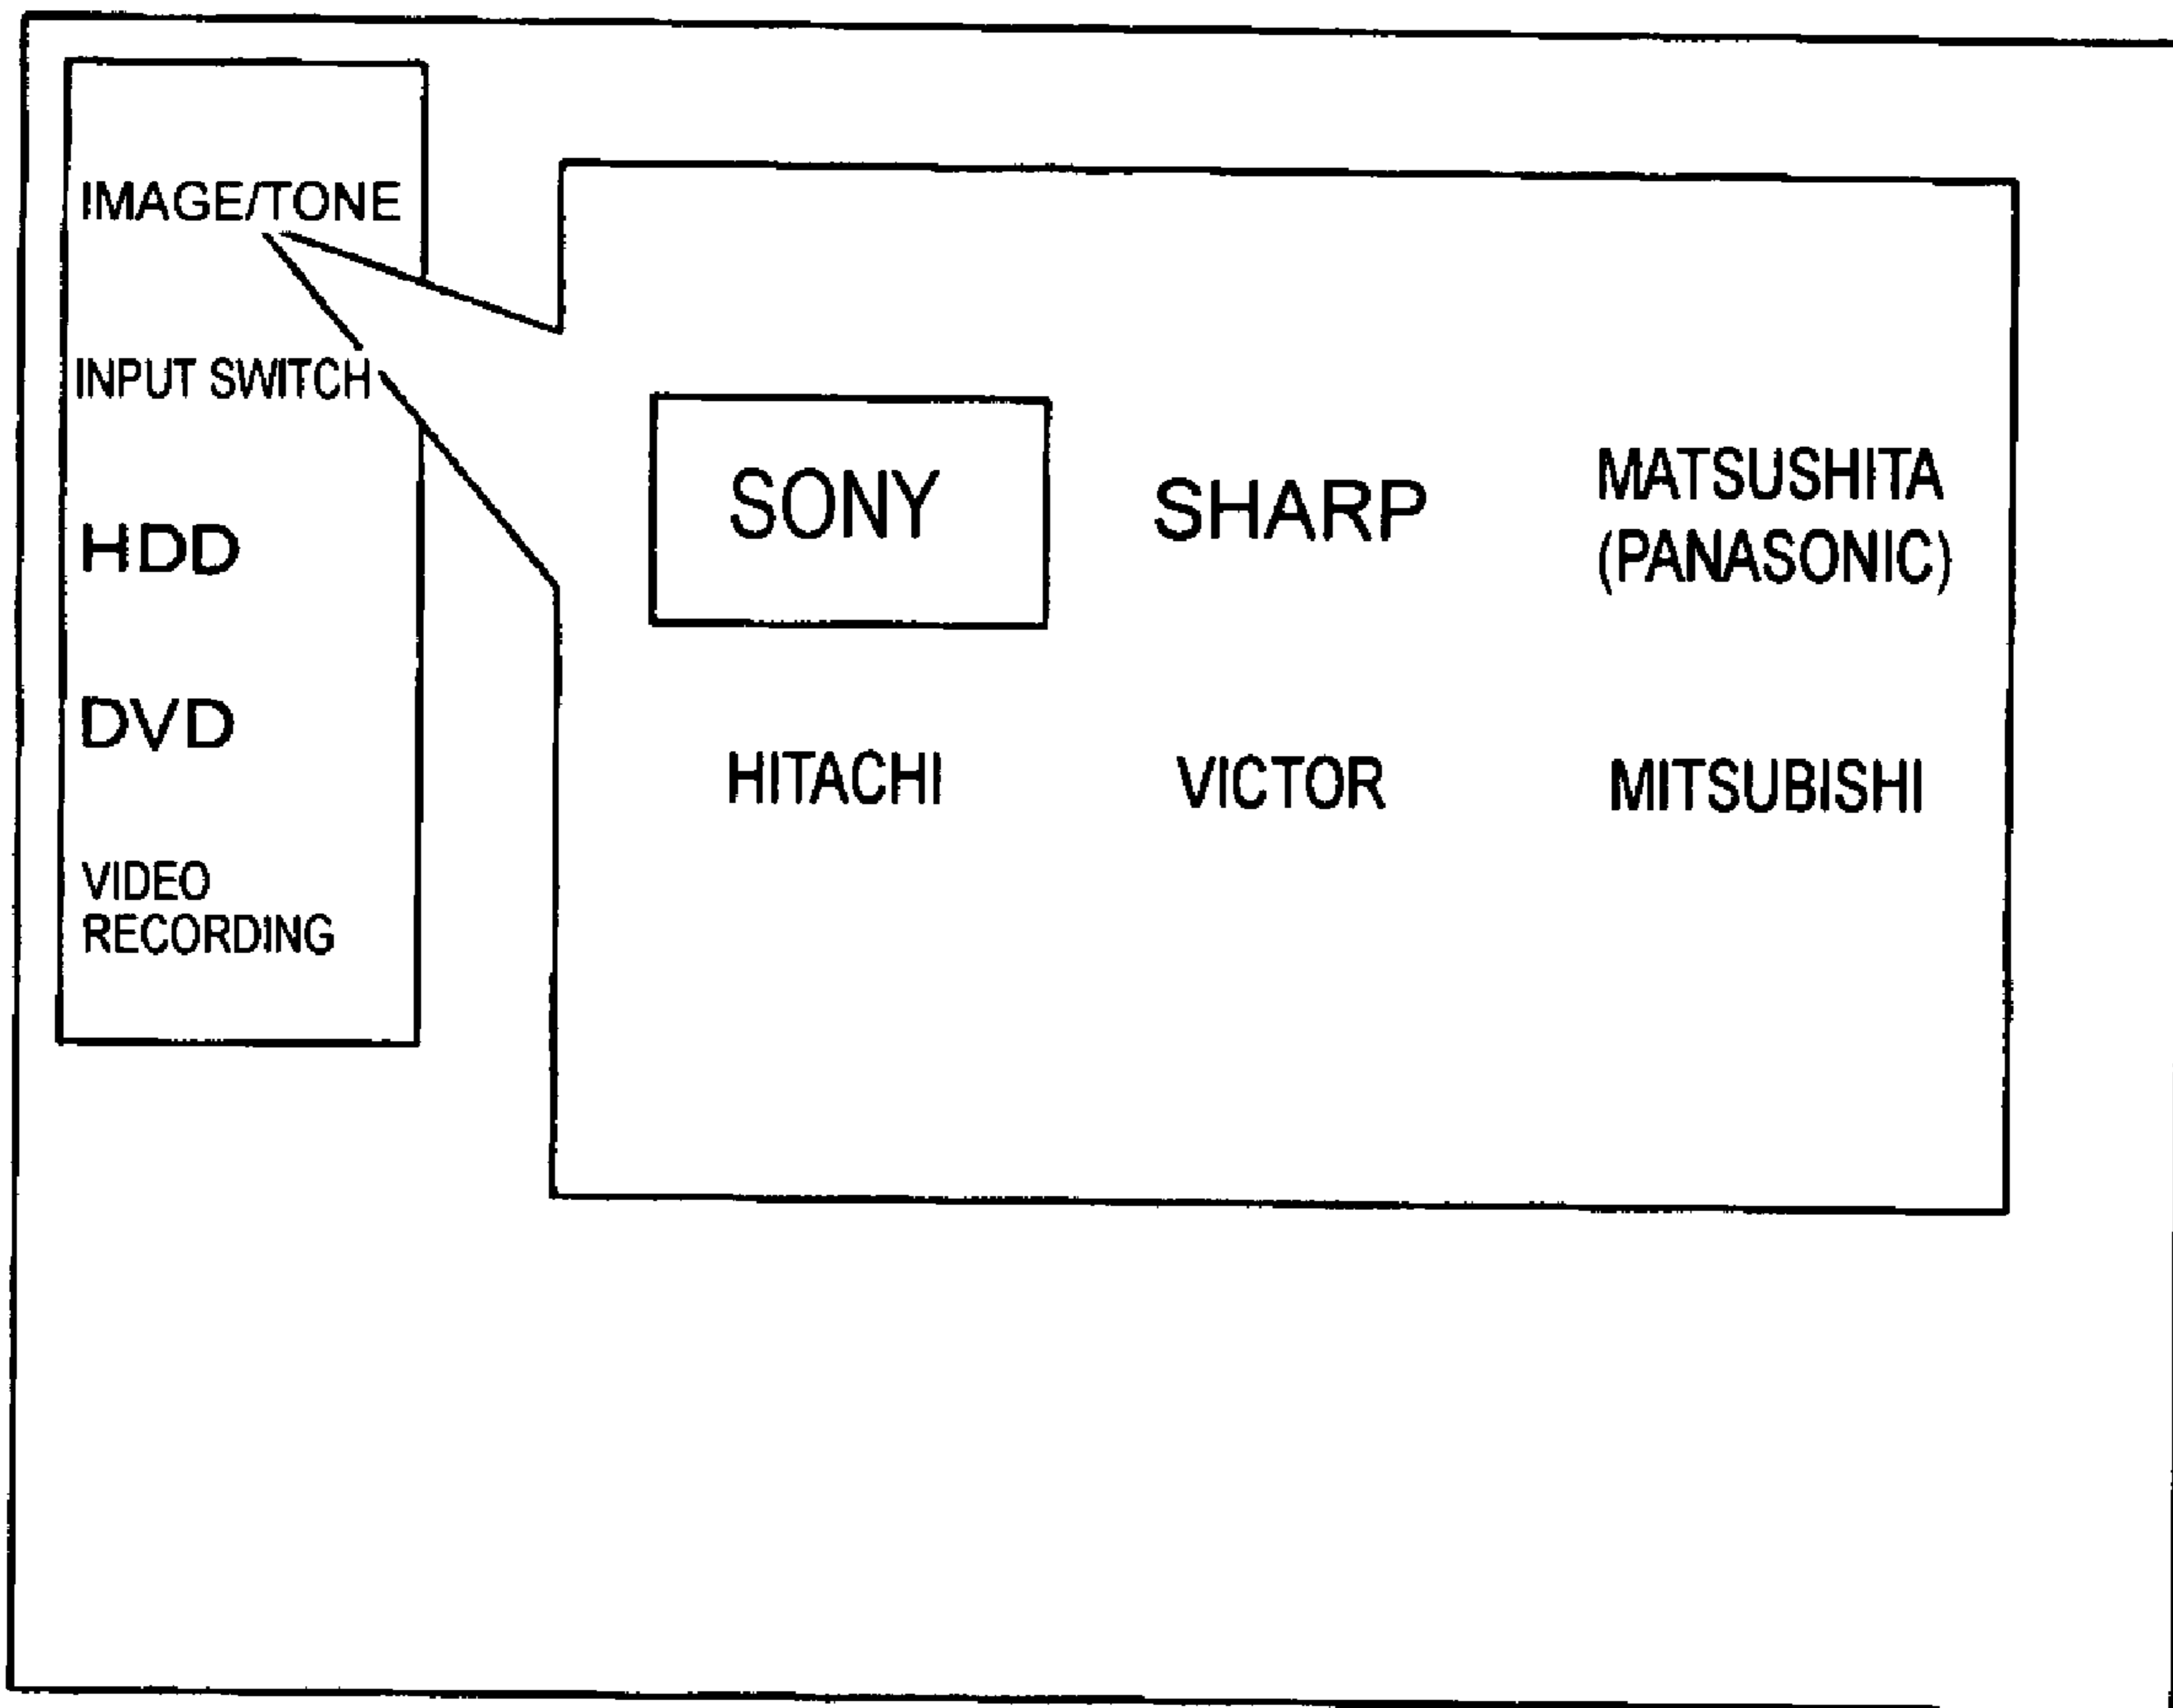 IMAGE/TONE
INPUT SWITCH
HDD
DVD
VIDEO
RECORDING
SONY
SHARP
MATSUSHITA
(PANASONIC)
HITACHI
VICTOR
MITSUBISHI